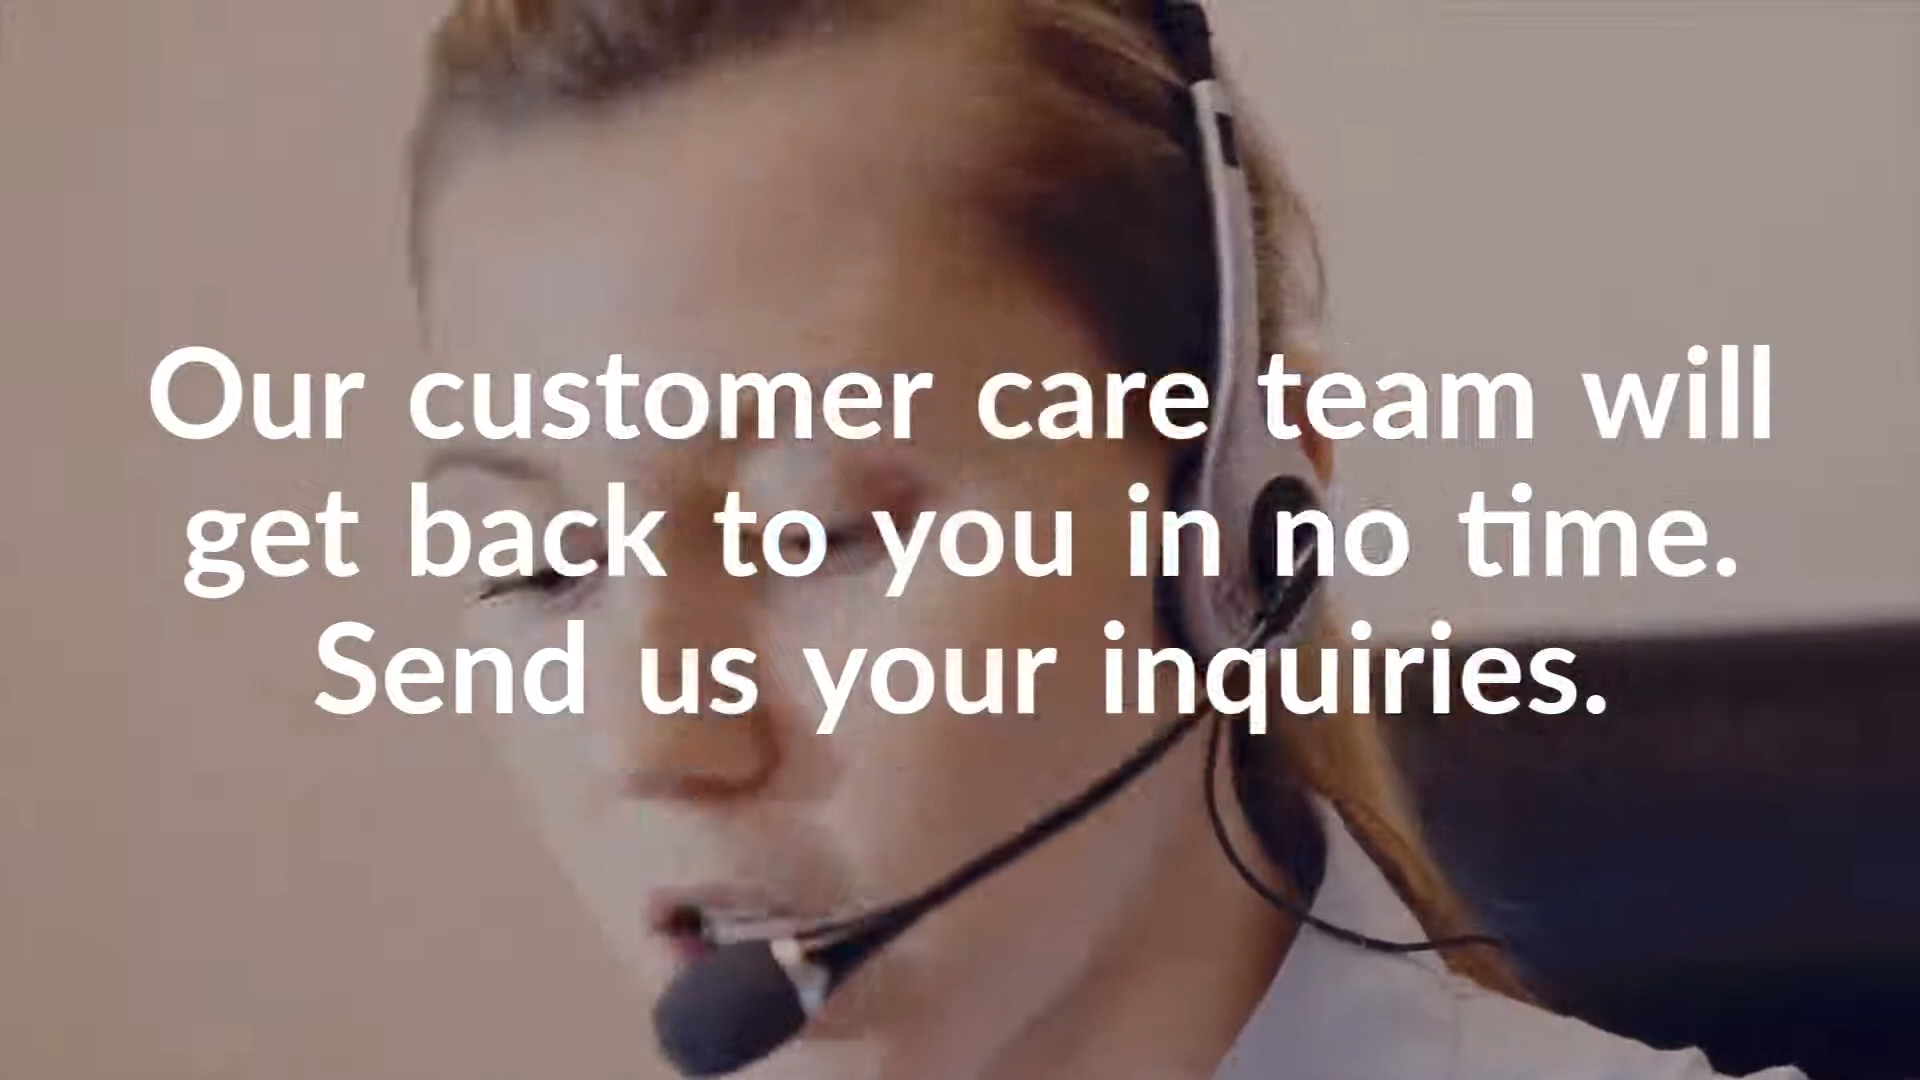 Our customer care team will
get back to you in no time.
Send us your inquiries.